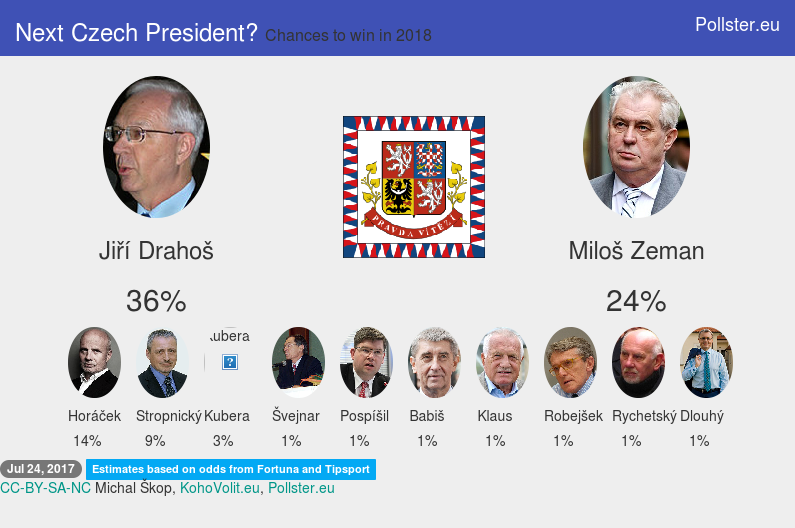 Next Czech President? Chances to win in 2018
Pollster.eu
PRAVDA VÍTĚZÍ
Jiří Drahoš
Miloš Zeman
36%
24%
ubera
Horáček Stropnický Kubera Švejnar Pospíšil Babiš Klaus Robejšek Rychetský Dlouhý
14% 9% 3% 1% 1% 1% 1% 1% 1% 1%
Jul 24, 2017 Estimates based on odds from Fortuna and Tipsport
CC-BY-SA-NC Michal Škop, KohoVolit.eu, Pollster.eu